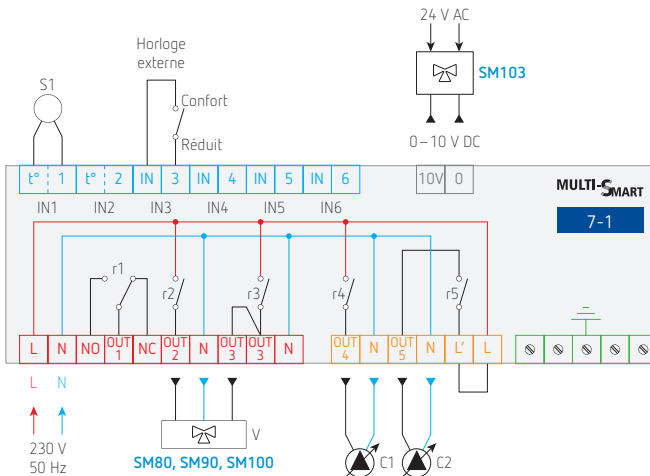 24 V AC
SM103
0–10 V DC
Horloge
externe
S1
Confort
Réduit
t° 1 t° 2 IN 3 IN 4 IN 5 IN 6 10V 0
IN1 IN2 IN3 IN4 IN5 IN6
MULTI-SMART
7-1
r1 r2 r3 r4 r5
L N NO OUT 1 NC OUT 2 N OUT 3 OUT 3 N OUT 4 N OUT 5 N L' L
L N
230 V
50 Hz
V
SM80, SM90, SM100
C1 C2